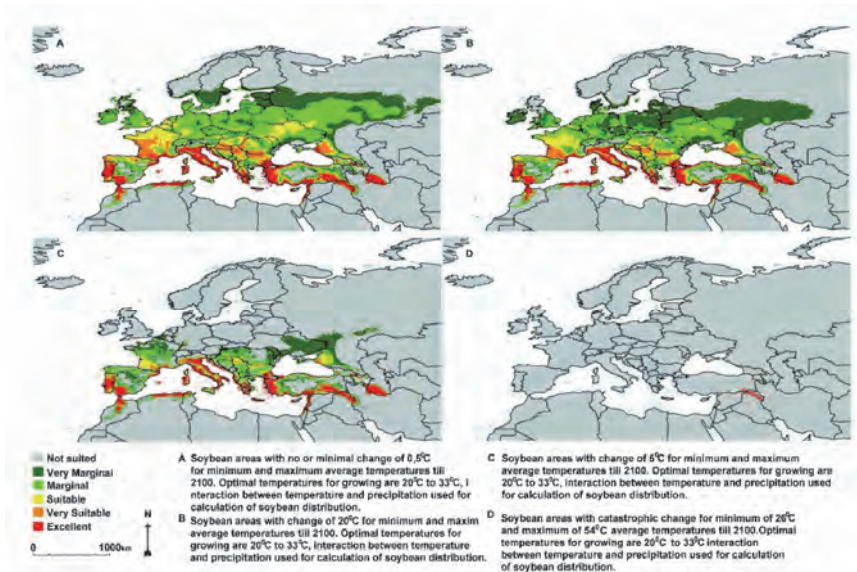 A
B
C
D
Not suited
Very Marginal
Marginal
Suitable
Very Suitable
Excellent
N
0
1000km
A Soybean areas with no or minimal change of 0,5⁰C
for minimum and maximum average temperatures till
2100. Optimal temperatures for growing are 20⁰C to 33⁰C, i
nteraction between temperature and precipitation used for
calculation of soybean distribution.
B Soybean areas with change of 20⁰C for minimum and maxim
average temperatures till 2100. Optimal temperatures for
growing are 20⁰C to 33⁰C, interaction between temperature
and precipitation used for calculation of soybean distribution.
C Soybean areas with change of 5⁰C for minimum and maximum
average temperatures till 2100. Optimal temperatures for growing are
20⁰C to 33⁰C, interaction between temperature and precipitation used
for calculation of soybean distribution.
D Soybean areas with catastrophic change for minimum of 26⁰C
and maximum of 54⁰C average temperatures till 2100.Optimal
temperatures for growing are 20⁰C to 33⁰C interaction
between temperature and precipitation used for calculation
of soybean distribution.